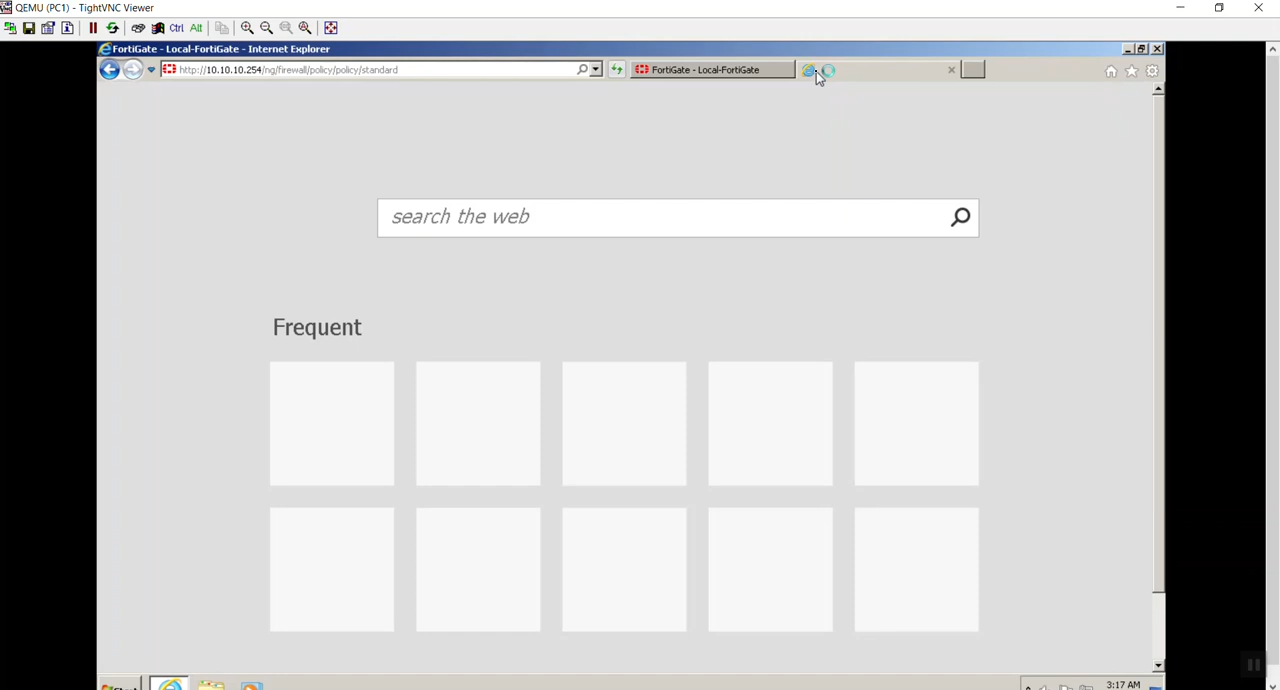 QEMU (PC1) - TightVNC Viewer
Ctrl Alt
FortiGate - Local-FortiGate - Internet Explorer
http://10.10.10.254/ng/firewall/policy/policy/standard
FortiGate - Local-FortiGate
search the web
Frequent
3:17 AM